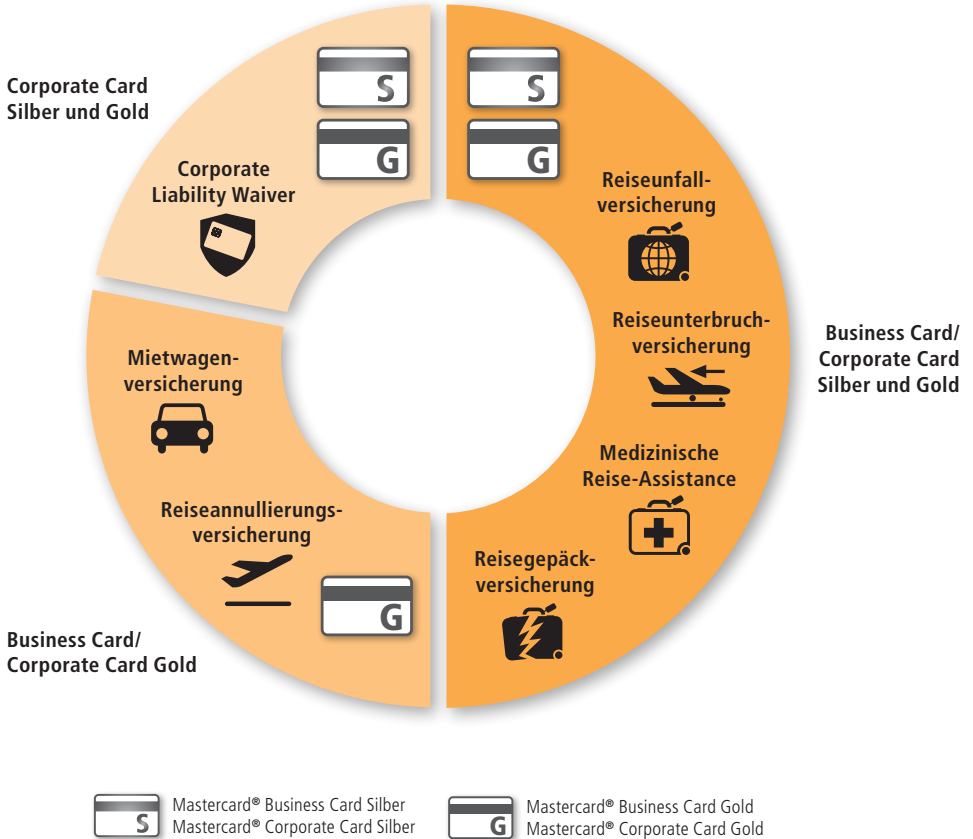 Corporate Card
Silber und Gold
S
G
Corporate
Liability Waiver
S
G
Reiseunfall-
versicherung
Reiseunterbruch-
versicherung
Medizinische
Reise-Assistance
Reisegepäck-
versicherung
Business Card/
Corporate Card
Silber und Gold
Mietwagen-
versicherung
Reiseannullierungs-
versicherung
G
Business Card/
Corporate Card Gold
S
Mastercard® Business Card Silber
Mastercard® Corporate Card Silber
G
Mastercard® Business Card Gold
Mastercard® Corporate Card Gold